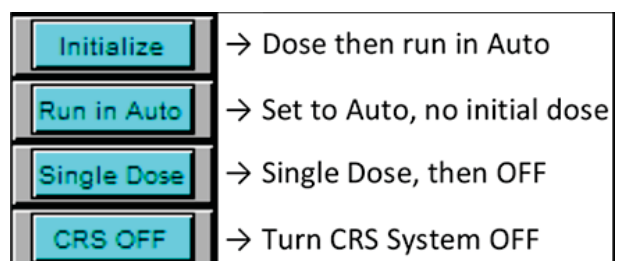 Initialize → Dose then run in Auto
Run in Auto → Set to Auto, no initial dose
Single Dose → Single Dose, then OFF
CRS OFF → Turn CRS System OFF